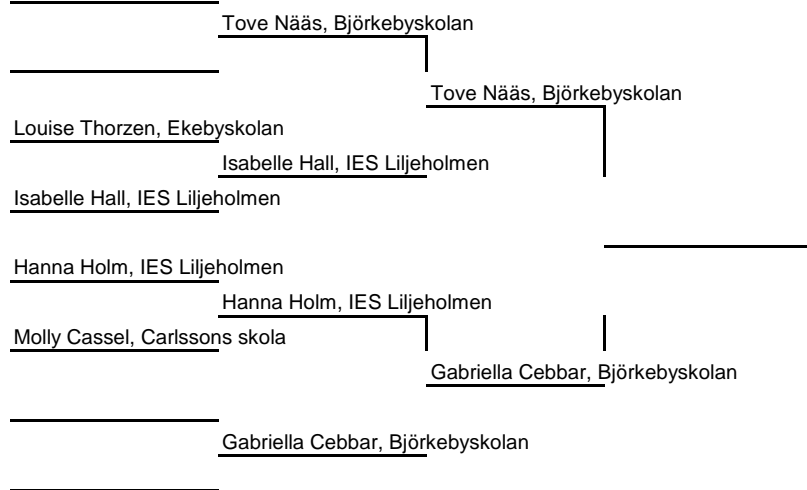 Tove Nääs, Björkebyskolan
Tove Nääs, Björkebyskolan
Louise Thorzen, Ekebyskolan
Isabelle Hall, IES Liljeholmen
Isabelle Hall, IES Liljeholmen
Hanna Holm, IES Liljeholmen
Hanna Holm, IES Liljeholmen
Molly Cassel, Carlssons skola
Gabriella Cebbar, Björkebyskolan
Gabriella Cebbar, Björkebyskolan